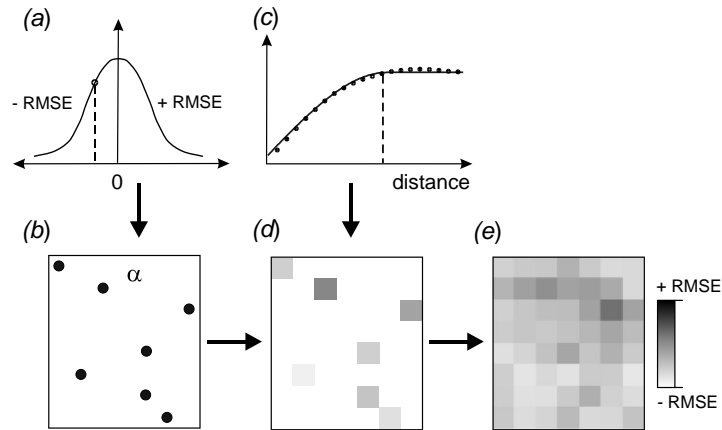 (a)
(c)
- RMSE
+ RMSE
0
distance
(b)
(d)
(e)
α
+ RMSE
- RMSE